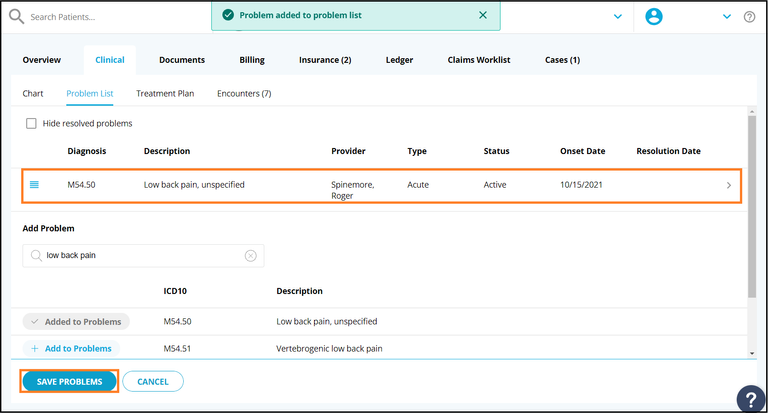 Search Patients...
Problem added to problem list
Overview Clinical Documents Billing Insurance (2) Ledger Claims Worklist Cases (1)
Chart Problem List Treatment Plan Encounters (7)
Hide resolved problems
Diagnosis Description Provider Type Status Onset Date Resolution Date
M54.50 Low back pain, unspecified Spinemore, Acute Active 10/15/2021
Roger
Add Problem
low back pain
ICD10 Description
Added to Problems M54.50 Low back pain, unspecified
+ Add to Problems M54.51 Vertebrogenic low back pain
SAVE PROBLEMS CANCEL